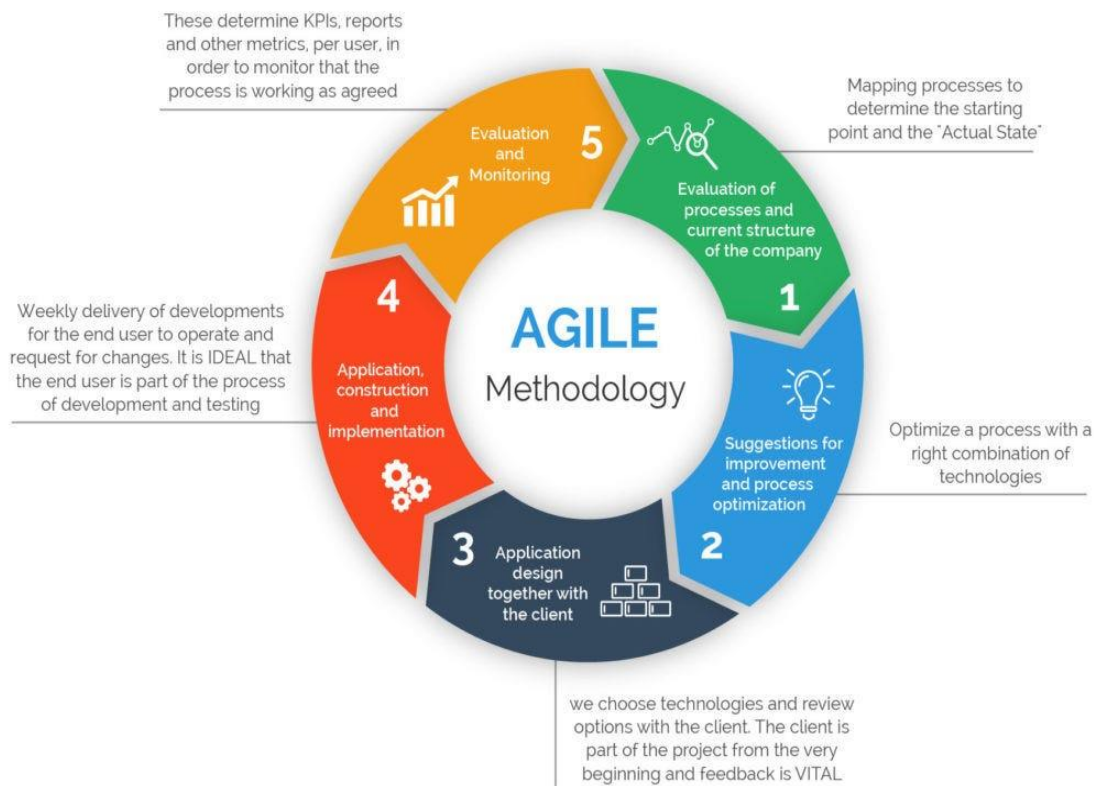 These determine KPIs, reports
and other metrics, per user, in
order to monitor that the
process is working as agreed
Mapping processes to
determine the starting
point and the "Actual State"
Evaluation
and
Monitoring
5
Evaluation of
processes and
current structure
of the company
1
AGILE
Methodology
4
Application,
construction
and
implementation
Weekly delivery of developments
for the end user to operate and
request for changes. It is IDEAL that
the end user is part of the process
of development and testing
Suggestions for
improvement
and process
optimization
2
Optimize a process with a
right combination of
technologies
3
Application
design
together with
the client
we choose technologies and review
options with the client. The client is
part of the project from the very
beginning and feedback is VITAL